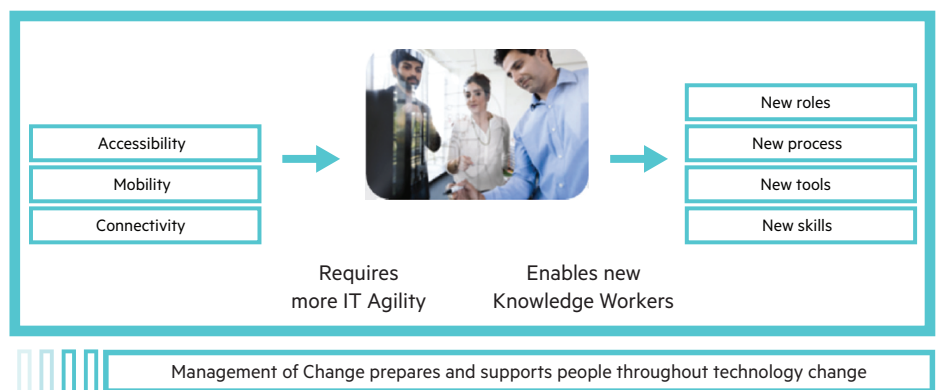 Accessibility
Mobility
Connectivity
New roles
New process
New tools
New skills
Requires
more IT Agility
Enables new
Knowledge Workers
Management of Change prepares and supports people throughout technology change